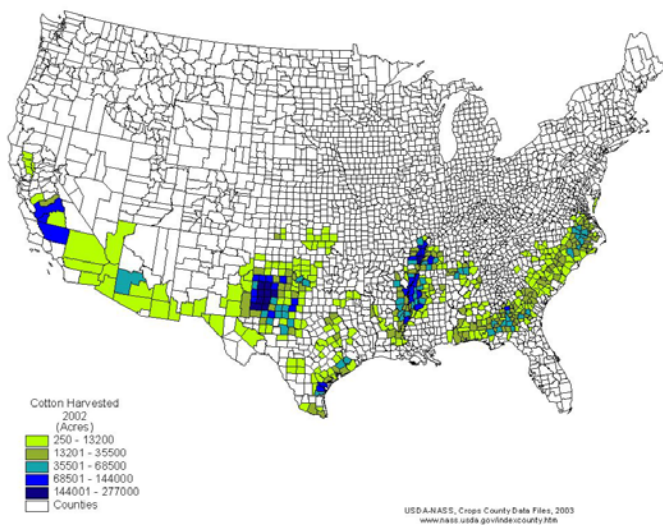 Cotton Harvested
2002
(Acres)
250 - 13200
13201 - 35500
35501 - 68500
68501 - 144000
144001 - 277000
Counties
USDA-NASS, Crops County Data Files, 2003
www.nass.usda.gov/indexcounty.htm